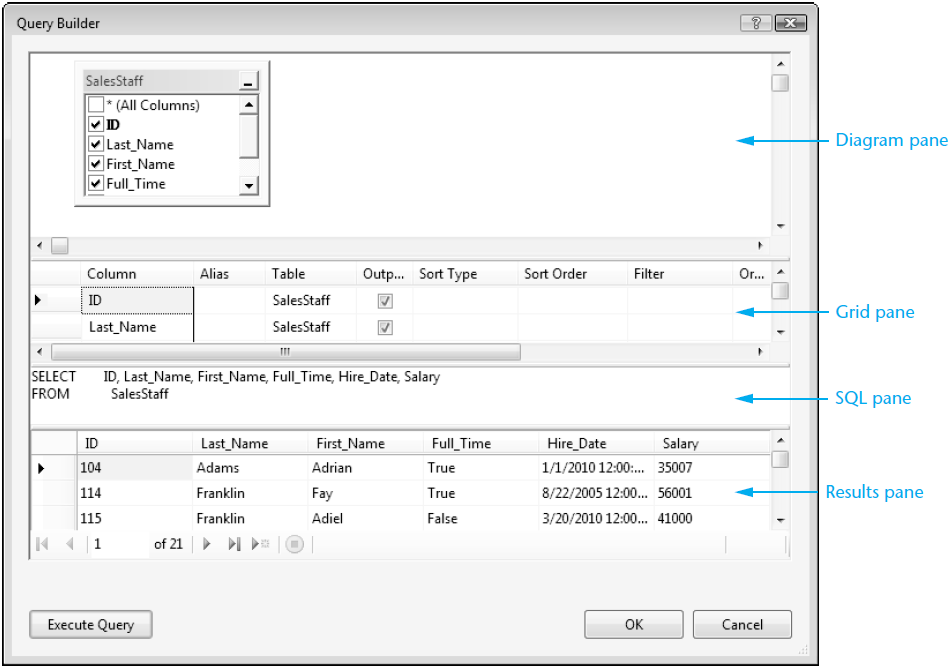 Query Builder
SalesStaff
* (All Columns)
ID
Last_Name
First_Name
Full_Time
Diagram pane
Column Alias Table Outp... Sort Type Sort Order Filter Or...
ID SalesStaff
Last_Name SalesStaff
Grid pane
SELECT ID, Last_Name, First_Name, Full_Time, Hire_Date, Salary
FROM SalesStaff
SQL pane
ID Last_Name First_Name Full_Time Hire_Date Salary
104 Adams Adrian True 1/1/2010 12:00:... 35007
114 Franklin Fay True 8/22/2005 12:00... 56001
Results pane
115 Franklin Adiel False 3/20/2010 12:00... 41000
1 of 21
Execute Query OK Cancel